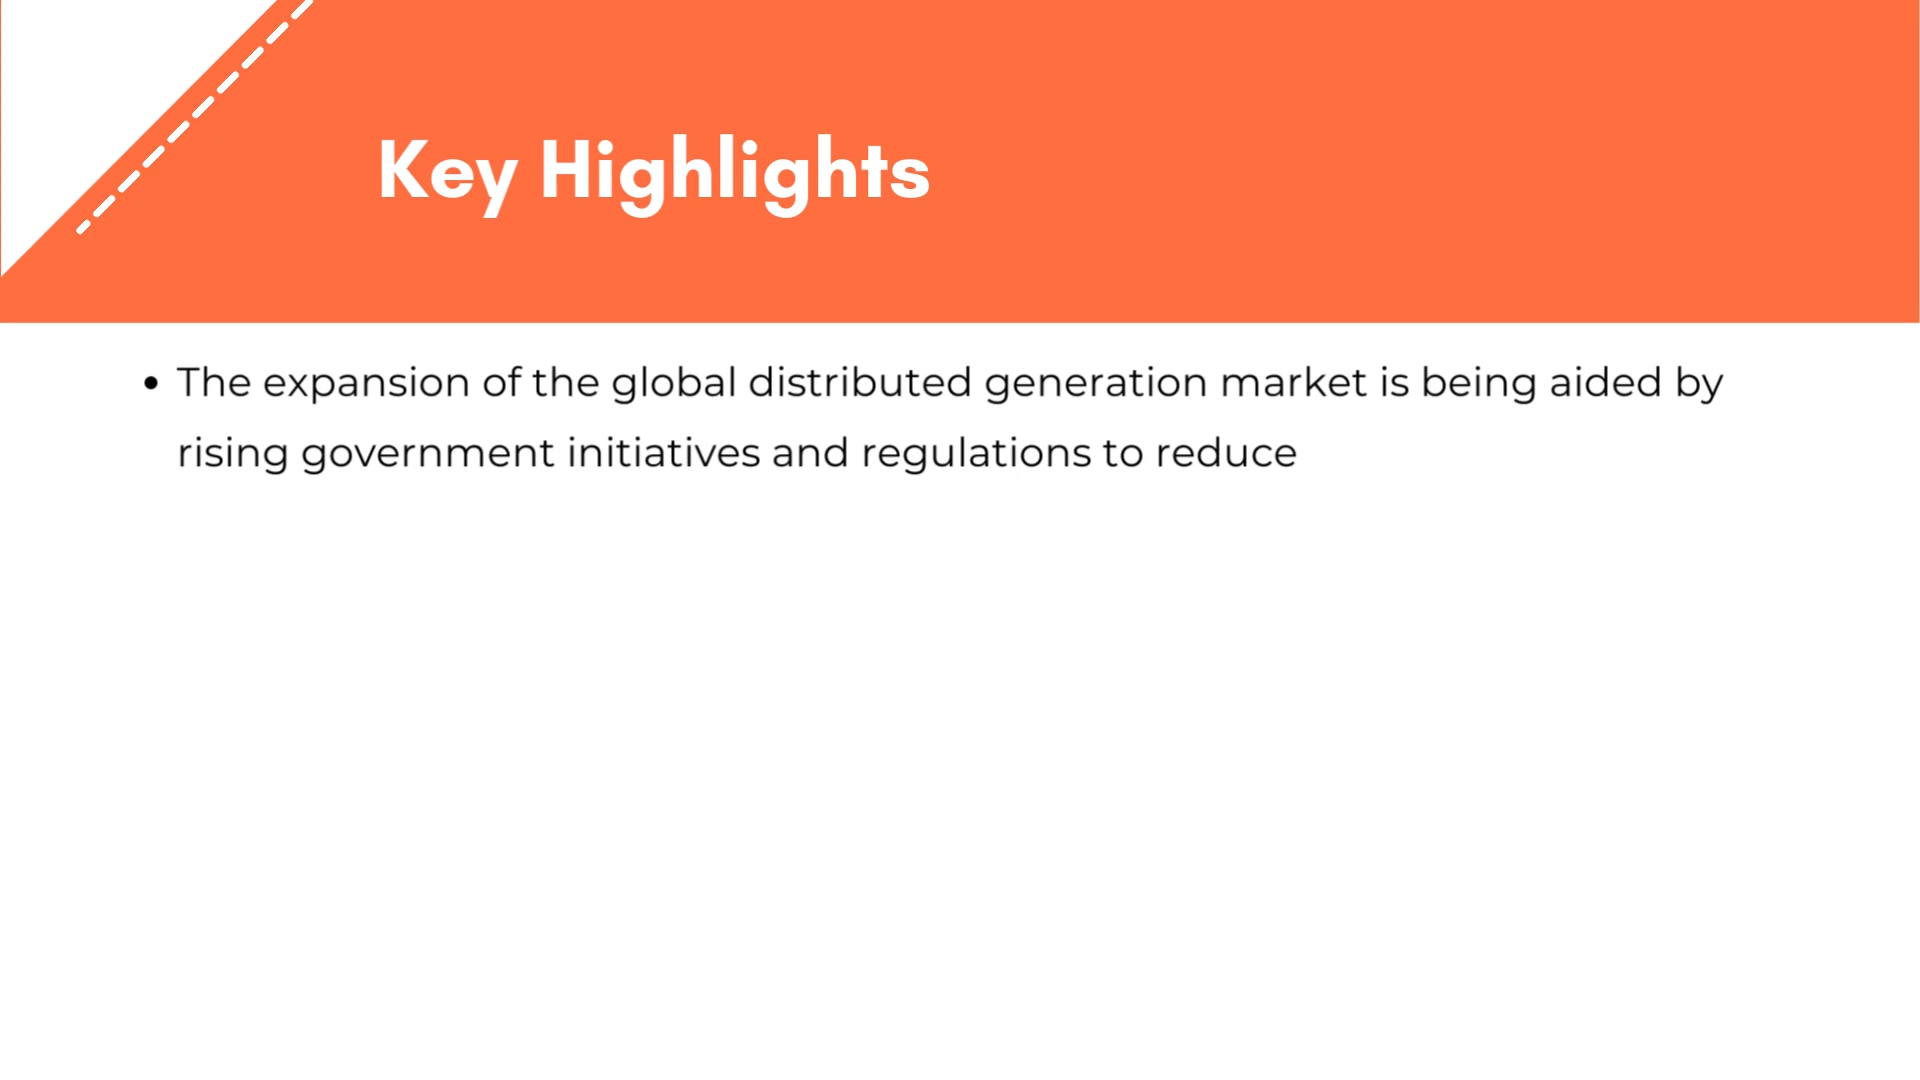 Key Highlights
• The expansion of the global distributed generation market is being aided by
rising government initiatives and regulations to reduce